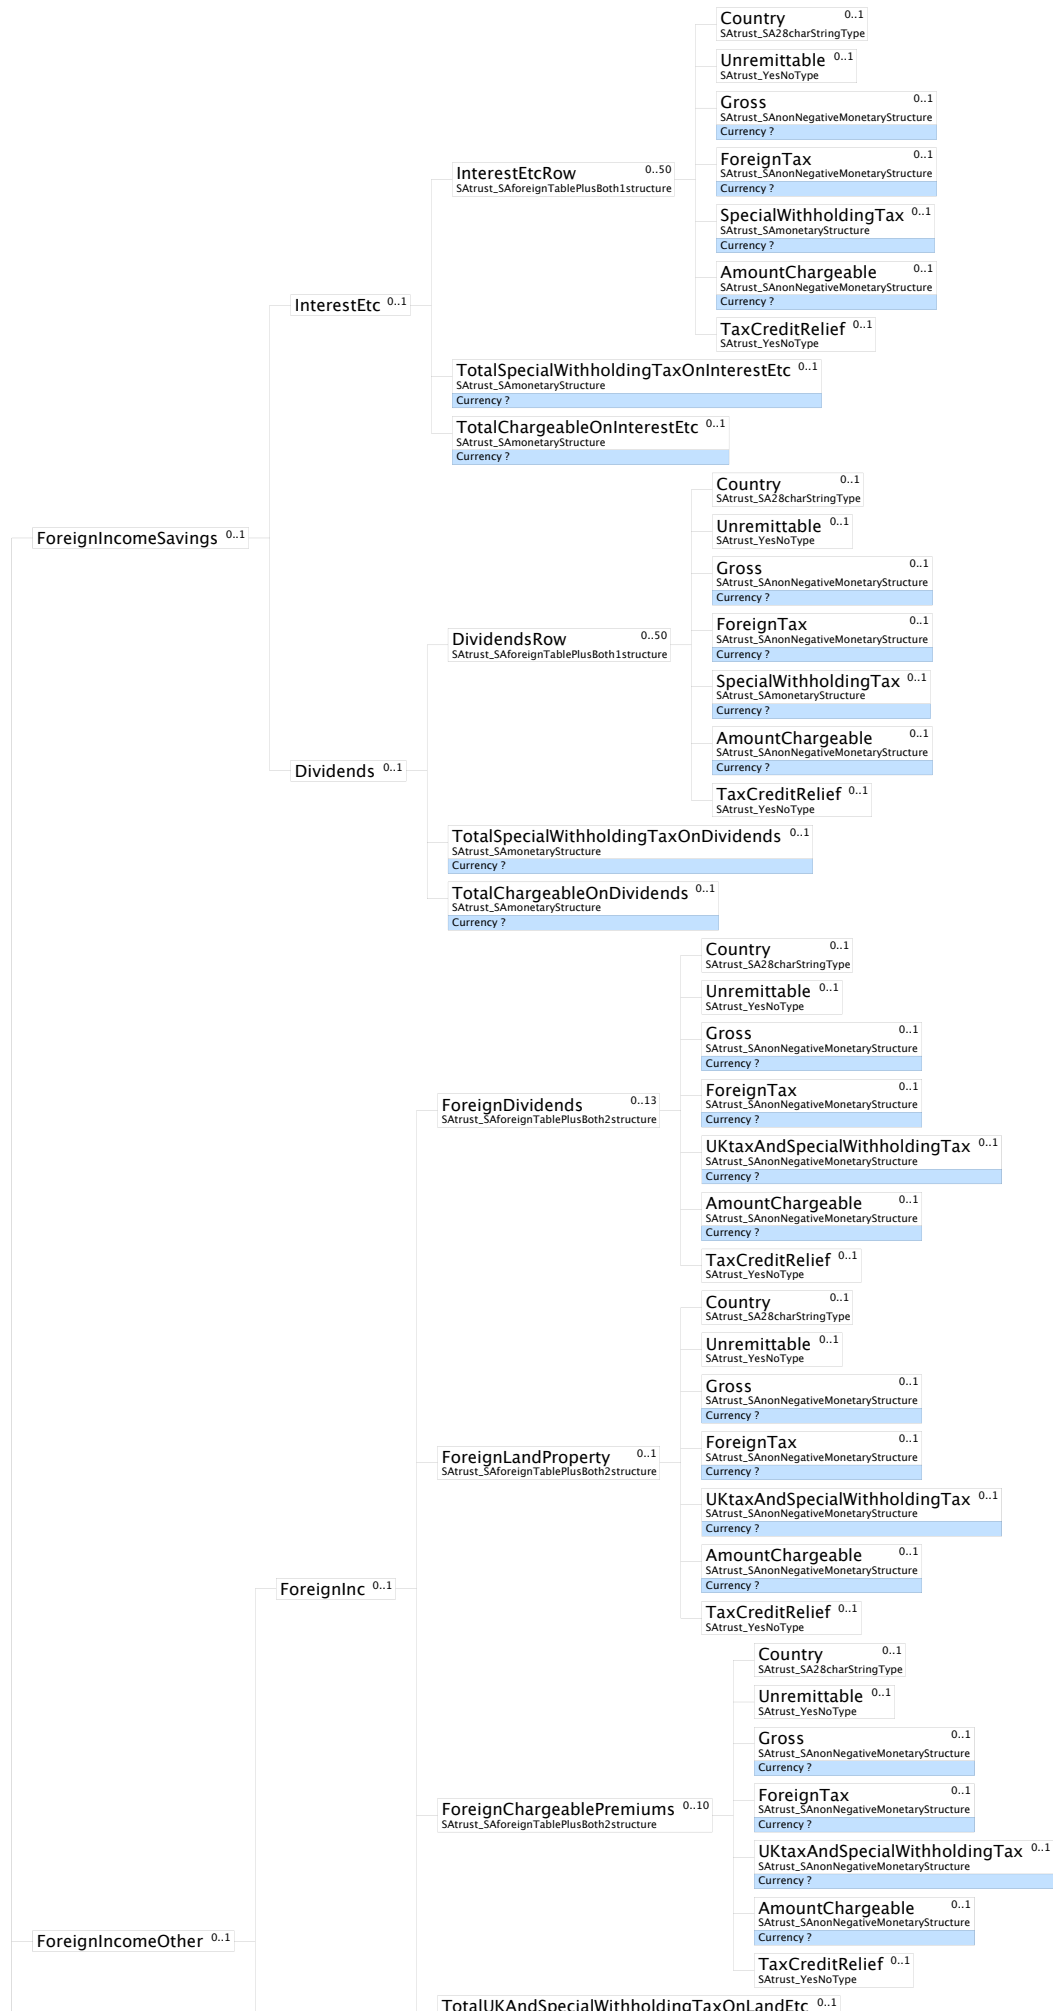 Country 0..1
SAtrust_SA28charStringType
Unremittable 0..1
SAtrust_YesNoType
Gross 0..1
SAtrust_SAnonNegativeMonetaryStructure
Currency ?
InterestEtcRow 0..50
SAtrust_SAforeignTablePlusBoth1structure
ForeignTax 0..1
SAtrust_SAnonNegativeMonetaryStructure
Currency ?
SpecialWithholdingTax 0..1
SAtrust_SAmonetaryStructure
Currency ?
AmountChargeable 0..1
SAtrust_SAnonNegativeMonetaryStructure
Currency ?
InterestEtc 0..1
TaxCreditRelief 0..1
SAtrust_YesNoType
TotalSpecialWithholdingTaxOnInterestEtc 0..1
SAtrust_SAmonetaryStructure
Currency ?
TotalChargeableOnInterestEtc 0..1
SAtrust_SAmonetaryStructure
Currency ?
Country 0..1
SAtrust_SA28charStringType
ForeignIncomeSavings 0..1
Unremittable 0..1
SAtrust_YesNoType
Gross 0..1
SAtrust_SAnonNegativeMonetaryStructure
Currency ?
DividendsRow 0..50
SAtrust_SAforeignTablePlusBoth1structure
ForeignTax 0..1
SAtrust_SAnonNegativeMonetaryStructure
Currency ?
SpecialWithholdingTax 0..1
SAtrust_SAmonetaryStructure
Currency ?
AmountChargeable 0..1
SAtrust_SAnonNegativeMonetaryStructure
Currency ?
Dividends 0..1
TaxCreditRelief 0..1
SAtrust_YesNoType
TotalSpecialWithholdingTaxOnDividends 0..1
SAtrust_SAmonetaryStructure
Currency ?
TotalChargeableOnDividends 0..1
SAtrust_SAmonetaryStructure
Currency ?
Country 0..1
SAtrust_SA28charStringType
Unremittable 0..1
SAtrust_YesNoType
Gross 0..1
SAtrust_SAnonNegativeMonetaryStructure
Currency ?
ForeignDividends 0..13
SAtrust_SAforeignTablePlusBoth2structure
ForeignTax 0..1
SAtrust_SAnonNegativeMonetaryStructure
Currency ?
UKtaxAndSpecialWithholdingTax 0..1
SAtrust_SAnonNegativeMonetaryStructure
Currency ?
AmountChargeable 0..1
SAtrust_SAnonNegativeMonetaryStructure
Currency ?
TaxCreditRelief 0..1
SAtrust_YesNoType
Country 0..1
SAtrust_SA28charStringType
Unremittable 0..1
SAtrust_YesNoType
Gross 0..1
SAtrust_SAnonNegativeMonetaryStructure
Currency ?
ForeignLandProperty 0..1
SAtrust_SAforeignTablePlusBoth2structure
ForeignTax 0..1
SAtrust_SAnonNegativeMonetaryStructure
Currency ?
UKtaxAndSpecialWithholdingTax 0..1
SAtrust_SAnonNegativeMonetaryStructure
Currency ?
AmountChargeable 0..1
SAtrust_SAnonNegativeMonetaryStructure
Currency ?
ForeignInc 0..1
TaxCreditRelief 0..1
SAtrust_YesNoType
Country 0..1
SAtrust_SA28charStringType
Unremittable 0..1
SAtrust_YesNoType
Gross 0..1
SAtrust_SAnonNegativeMonetaryStructure
Currency ?
ForeignChargeablePremiums 0..10
SAtrust_SAforeignTablePlusBoth2structure
ForeignTax 0..1
SAtrust_SAnonNegativeMonetaryStructure
Currency ?
UKtaxAndSpecialWithholdingTax 0..1
SAtrust_SAnonNegativeMonetaryStructure
Currency ?
AmountChargeable 0..1
SAtrust_SAnonNegativeMonetaryStructure
Currency ?
ForeignIncomeOther 0..1
TaxCreditRelief 0..1
SAtrust_YesNoType
TotalUKAndSpecialWithholdingTaxOnLandEtc 0..1